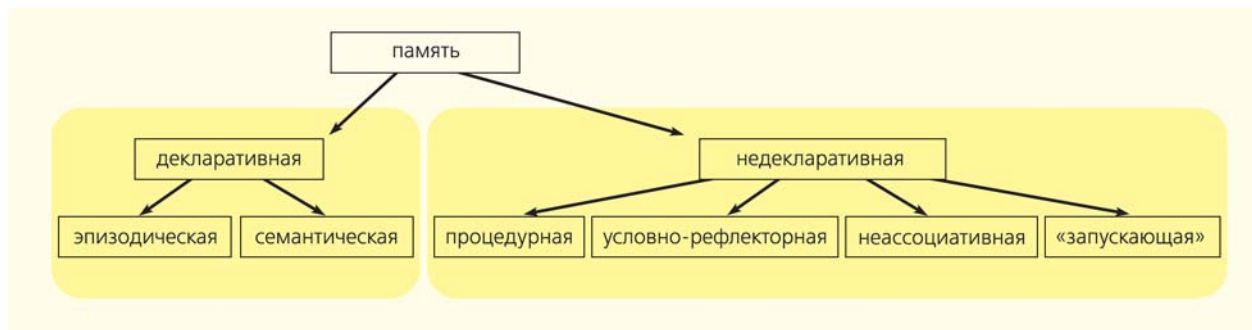 память
декларативная
недекларативная
эпизодическая
семантическая
процедурная
условно-рефлекторная
неассоциативная
«запускающая»